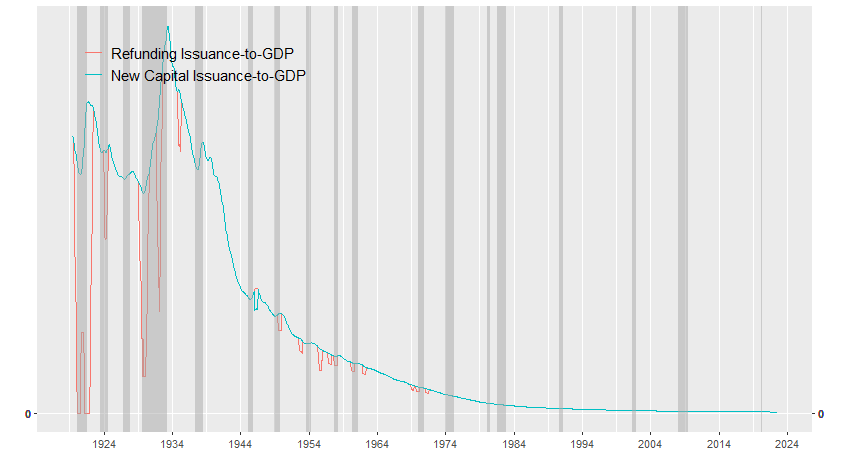 Refunding Issuance-to-GDP
New Capital Issuance-to-GDP
0 0
1924 1934 1944 1954 1964 1974 1984 1994 2004 2014 2024